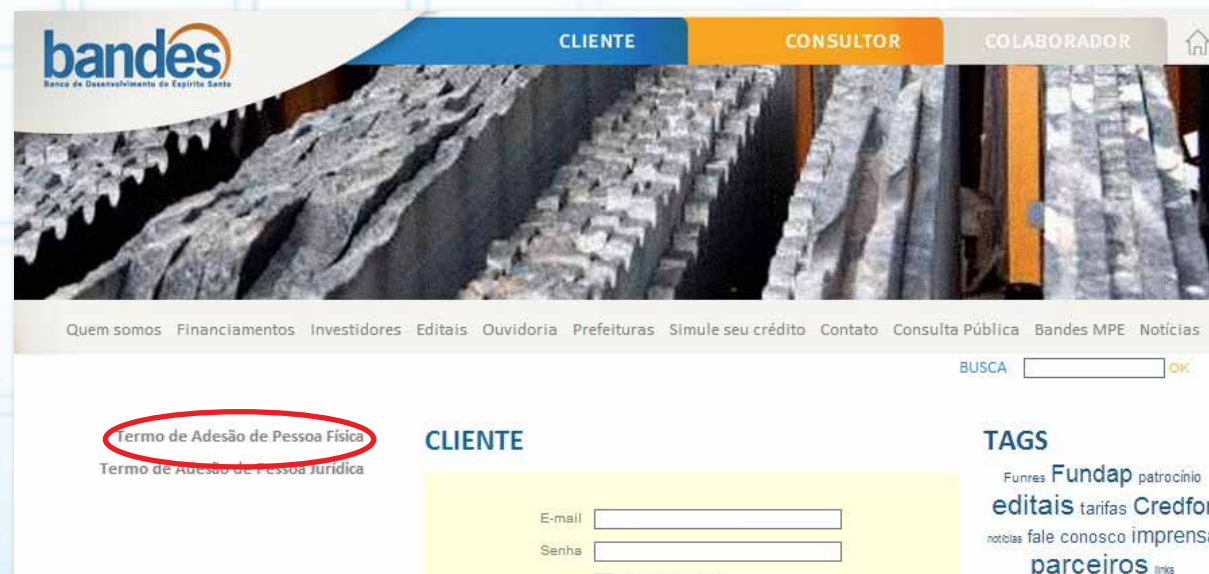 bandes
Banco de Desenvolvimento do Espírito Santo
CLIENTE
CONSULTOR
COLABORADOR
Quem somos Financiamentos Investidores Editais Ouvidoria Prefeituras Simule seu crédito Contato Consulta Pública Bandes MPE Notícias
BUSCA OK
Termo de Adesão de Pessoa Física
Termo de Adesão de Pessoa Jurídica
CLIENTE
E-mail
Senha
TAGS
Funres Fundap patrocínio
editais tarifas Credfor
notícias fale conosco imprensa
parceiros links